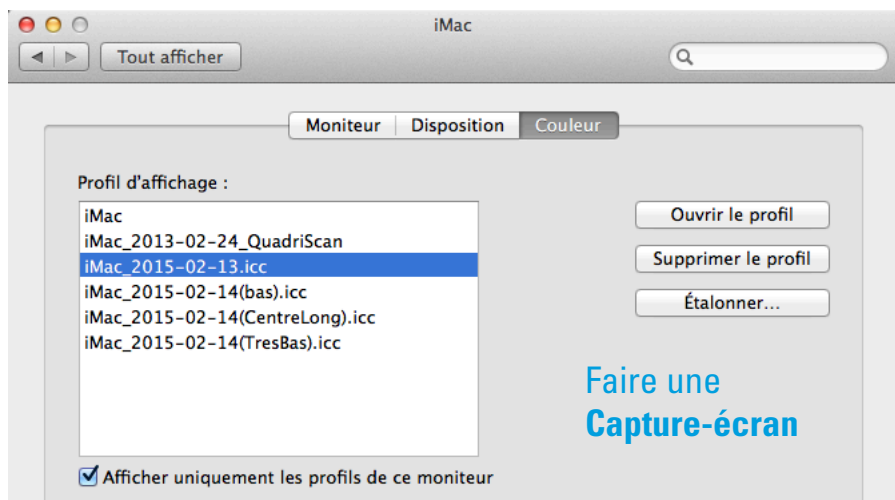 iMac
Tout afficher
Moniteur Disposition Couleur
Profil d'affichage :
iMac
iMac_2013-02-24_QuadriScan
iMac_2015-02-13.icc
iMac_2015-02-14(bas).icc
iMac_2015-02-14(CentreLong).icc
iMac_2015-02-14(TresBas).icc
Ouvrir le profil
Supprimer le profil
Étalonner...
Faire une
Capture-écran
Afficher uniquement les profils de ce moniteur